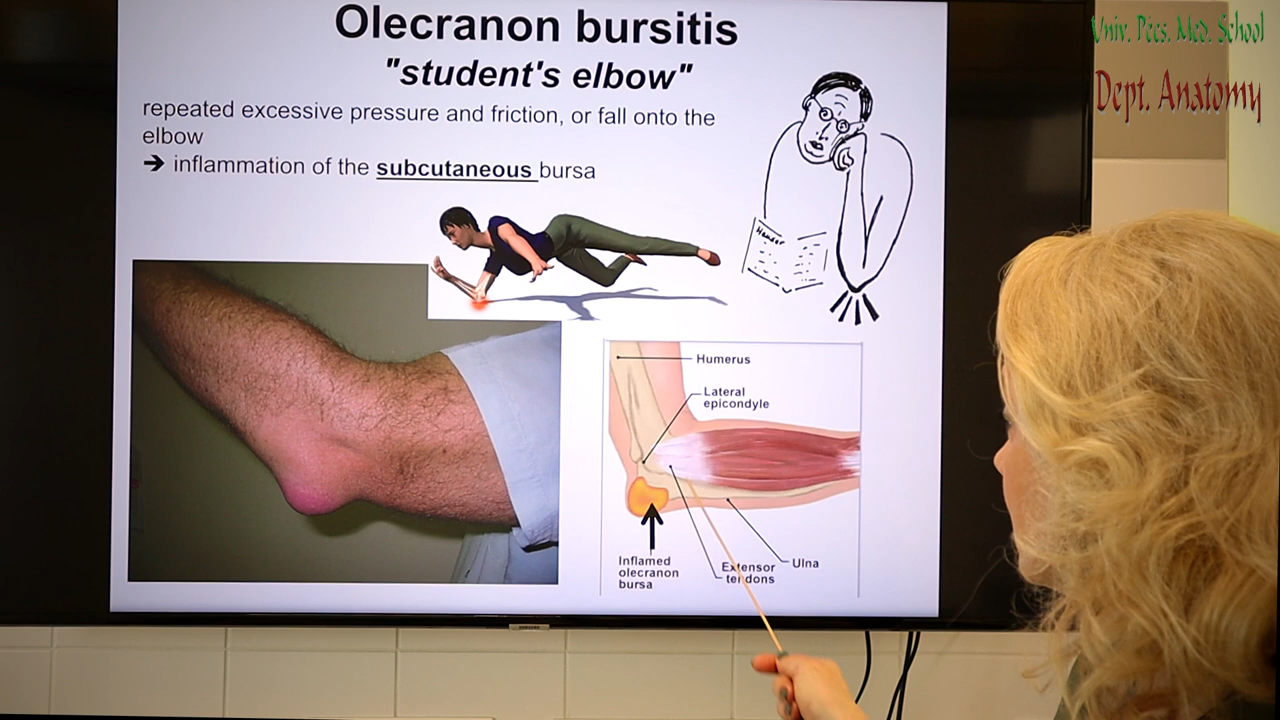 Olecranon bursitis
"student's elbow"
repeated excessive pressure and friction, or fall onto the
elbow
➔ inflammation of the subcutaneous bursa
Univ. Pécs. Med. School
Dept. Anatomy
Humerus
Lateral
epicondyle
Inflamed
olecranon
bursa
Extensor
tendons
Ulna
SAMSUNG